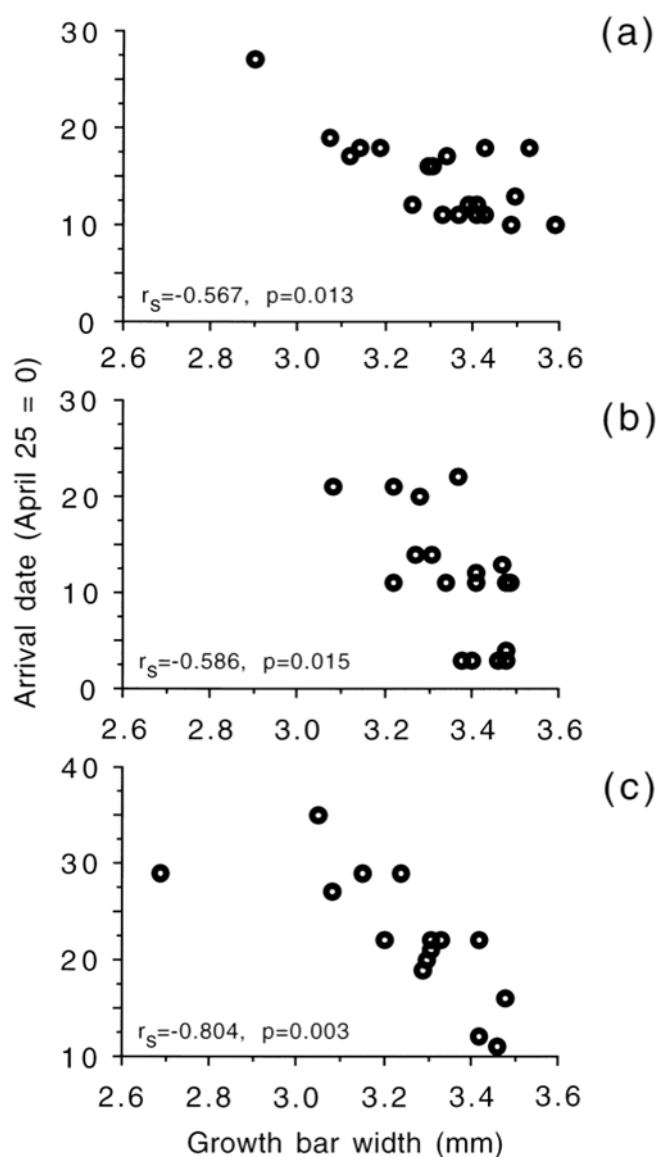 (a)
30
20
10
0
r_s=-0.567, p=0.013
2.6 2.8 3.0 3.2 3.4 3.6
Arrival date (April 25 = 0)
(b)
30
20
10
0
r_s=-0.586, p=0.015
2.6 2.8 3.0 3.2 3.4 3.6
(c)
40
30
20
10
r_s=-0.804, p=0.003
2.6 2.8 3.0 3.2 3.4 3.6
Growth bar width (mm)